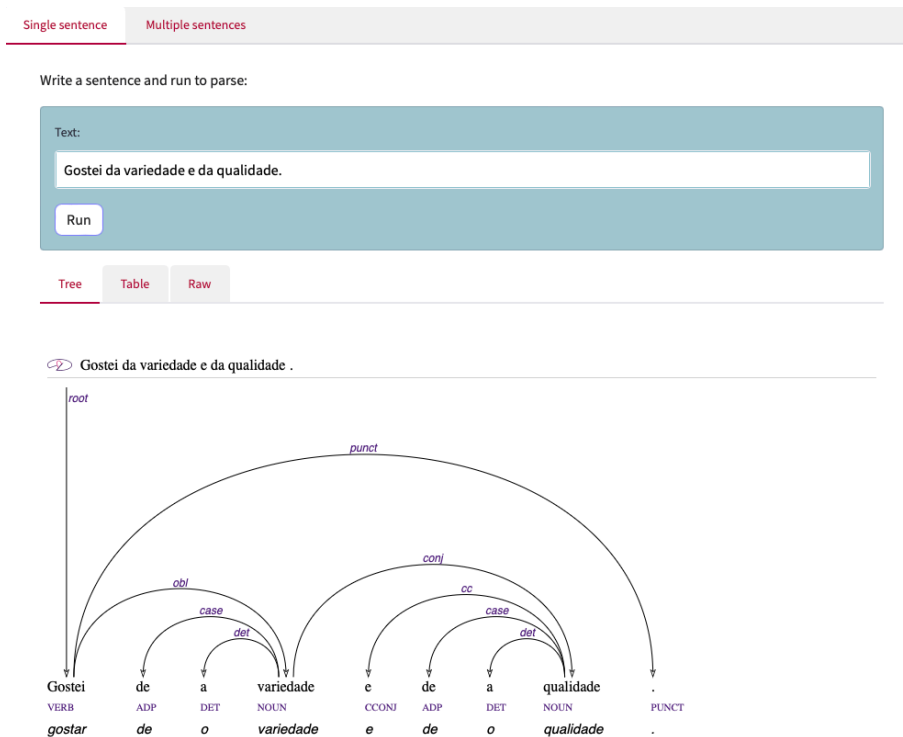 Single sentence Multiple sentences
Write a sentence and run to parse:
Text:
Gostei da variedade e da qualidade.
Run
Tree Table Raw
Gostei da variedade e da qualidade .
root
punct
conj
obl cc
case case
det det
Gostei de a variedade e de a qualidade .
VERB ADP DET NOUN CCONJ ADP DET NOUN PUNCT
gostar de o variedade e de o qualidade .